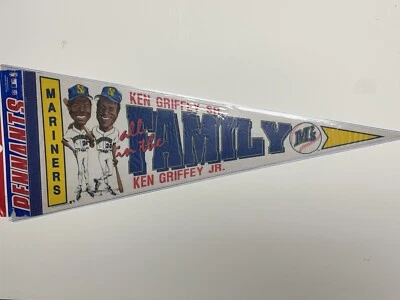 PENNANTS
MARINERS
KEN GRIFFEY SR.
all
in the
FAMILY
KEN GRIFFEY JR.
M's